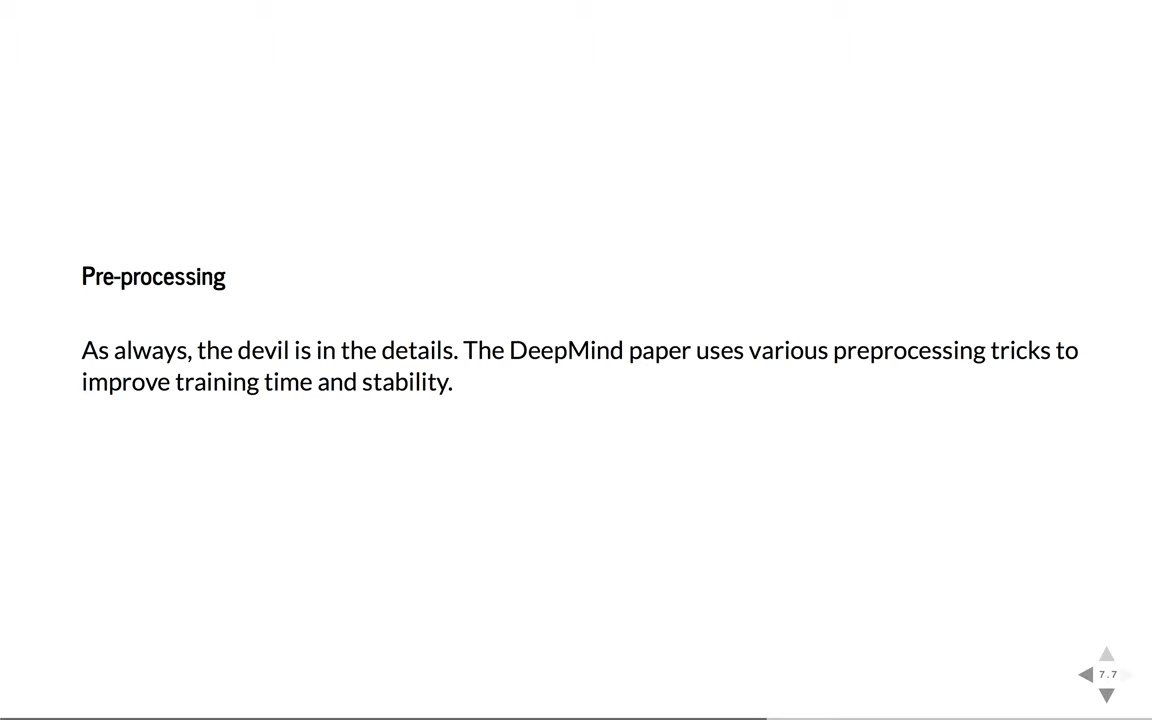 Pre-processing
As always, the devil is in the details. The DeepMind paper uses various preprocessing tricks to
improve training time and stability.
7.7